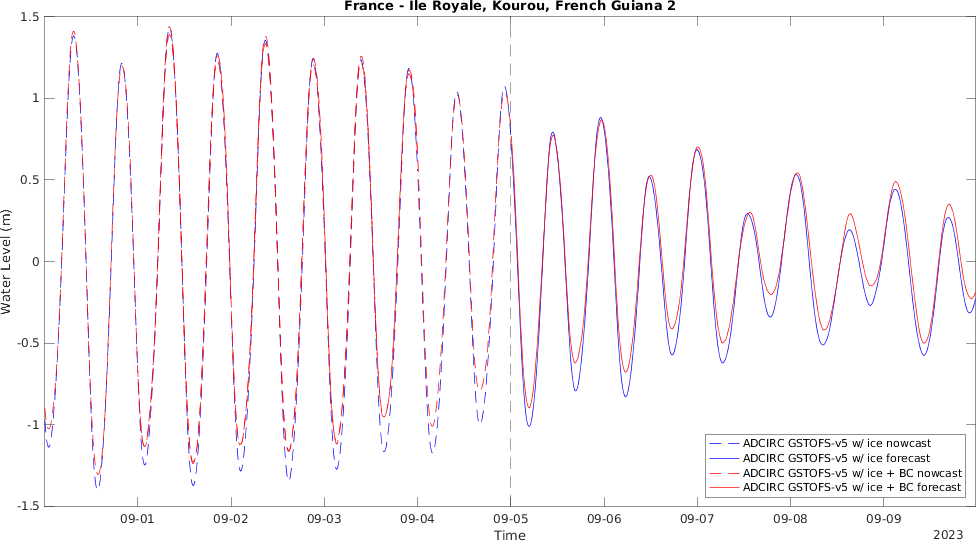 France - Ile Royale, Kourou, French Guiana 2
1.5
1
0.5
0
-0.5
-1
-1.5
Water Level (m)
ADCIRC GSTOFS-v5 w/ ice nowcast
ADCIRC GSTOFS-v5 w/ ice forecast
ADCIRC GSTOFS-v5 w/ ice + BC nowcast
ADCIRC GSTOFS-v5 w/ ice + BC forecast
09-01 09-02 09-03 09-04 09-05 09-06 09-07 09-08 09-09
Time
2023